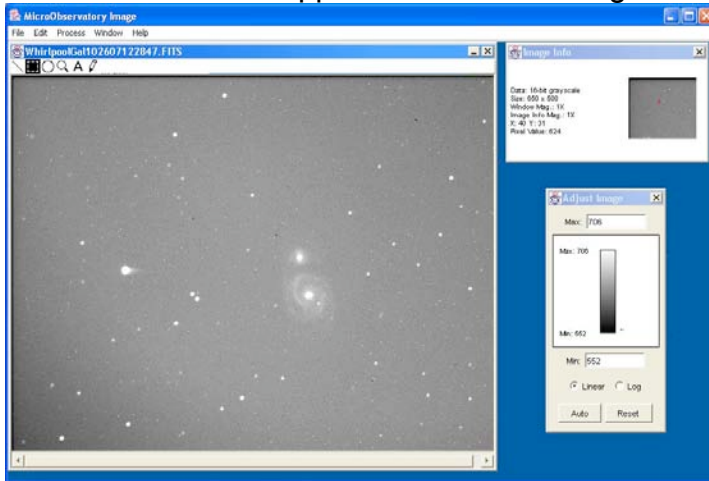 MicroObservatory Image
File Edit Process Window Help
WhirlpoolGal102607122847.FITS
A
Image Info
Data: 16-bit grayscale
Size: 650 x 500
Window Mag.: 1X
Image Info Mag.: 1X
X: 40 Y: 31
Pixel Value: 624
Adjust Image
Max: 706
Max: 706
Min: 552
Min: 552
Linear Log
Auto Reset